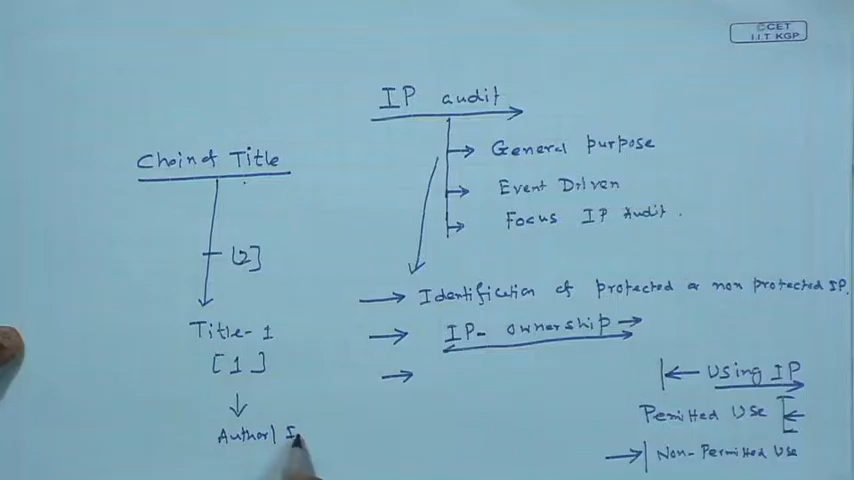 ©CET
I.I.T KGP
IP audit
General purpose
Event Driven
Focus IP Audit.
Chain of Title
[2]
Title-1
[1]
Author/ I
Identification of protected & non protected IP.
IP- ownership
Using IP
Permitted Use
Non-Permitted Use